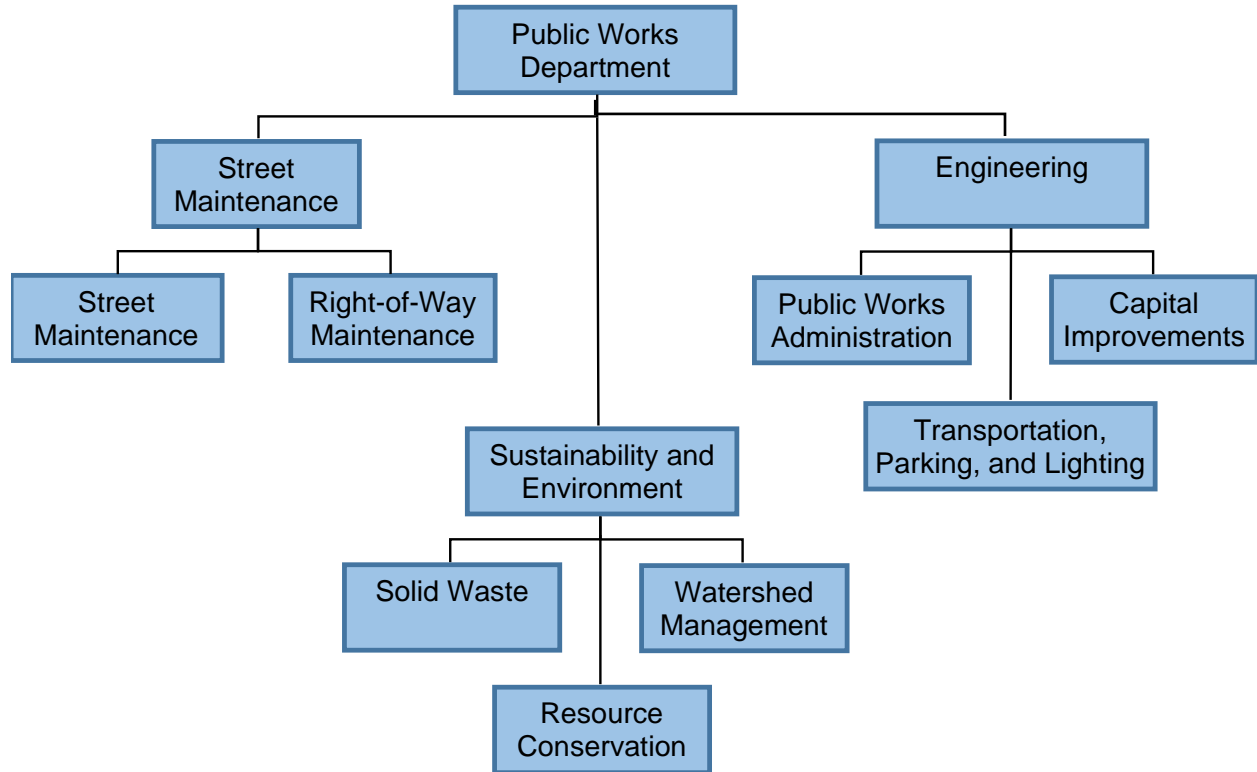 Public Works
Department
Street
Maintenance
Engineering
Street
Maintenance
Right-of-Way
Maintenance
Public Works
Administration
Capital
Improvements
Transportation,
Parking, and Lighting
Sustainability and
Environment
Solid Waste
Watershed
Management
Resource
Conservation